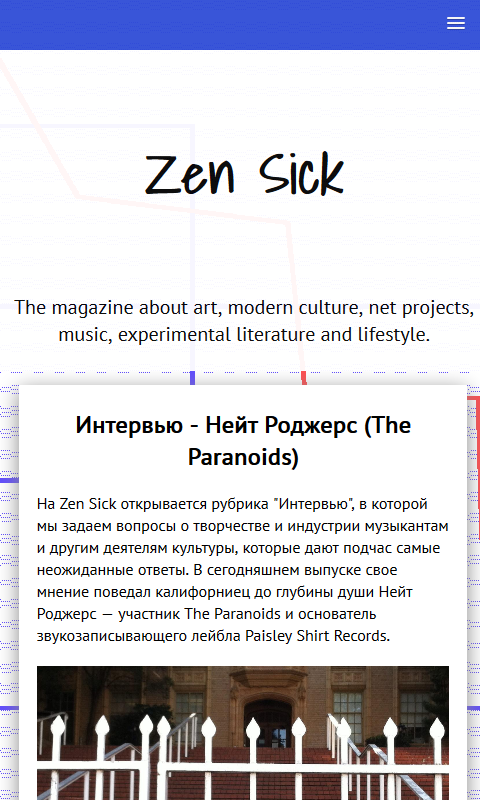 Zen Sick
The magazine about art, modern culture, net projects,
music, experimental literature and lifestyle.
Интервью - Нейт Роджерс (The
Paranoids)
На Zen Sick открывается рубрика "Интервью", в которой
мы задаем вопросы о творчестве и индустрии музыкантам
и другим деятелям культуры, которые дают подчас самые
неожиданные ответы. В сегодняшнем выпуске свое
мнение поведал калифорниец до глубины души Нейт
Роджерс — участник The Paranoids и основатель
звукозаписывающего лейбла Paisley Shirt Records.